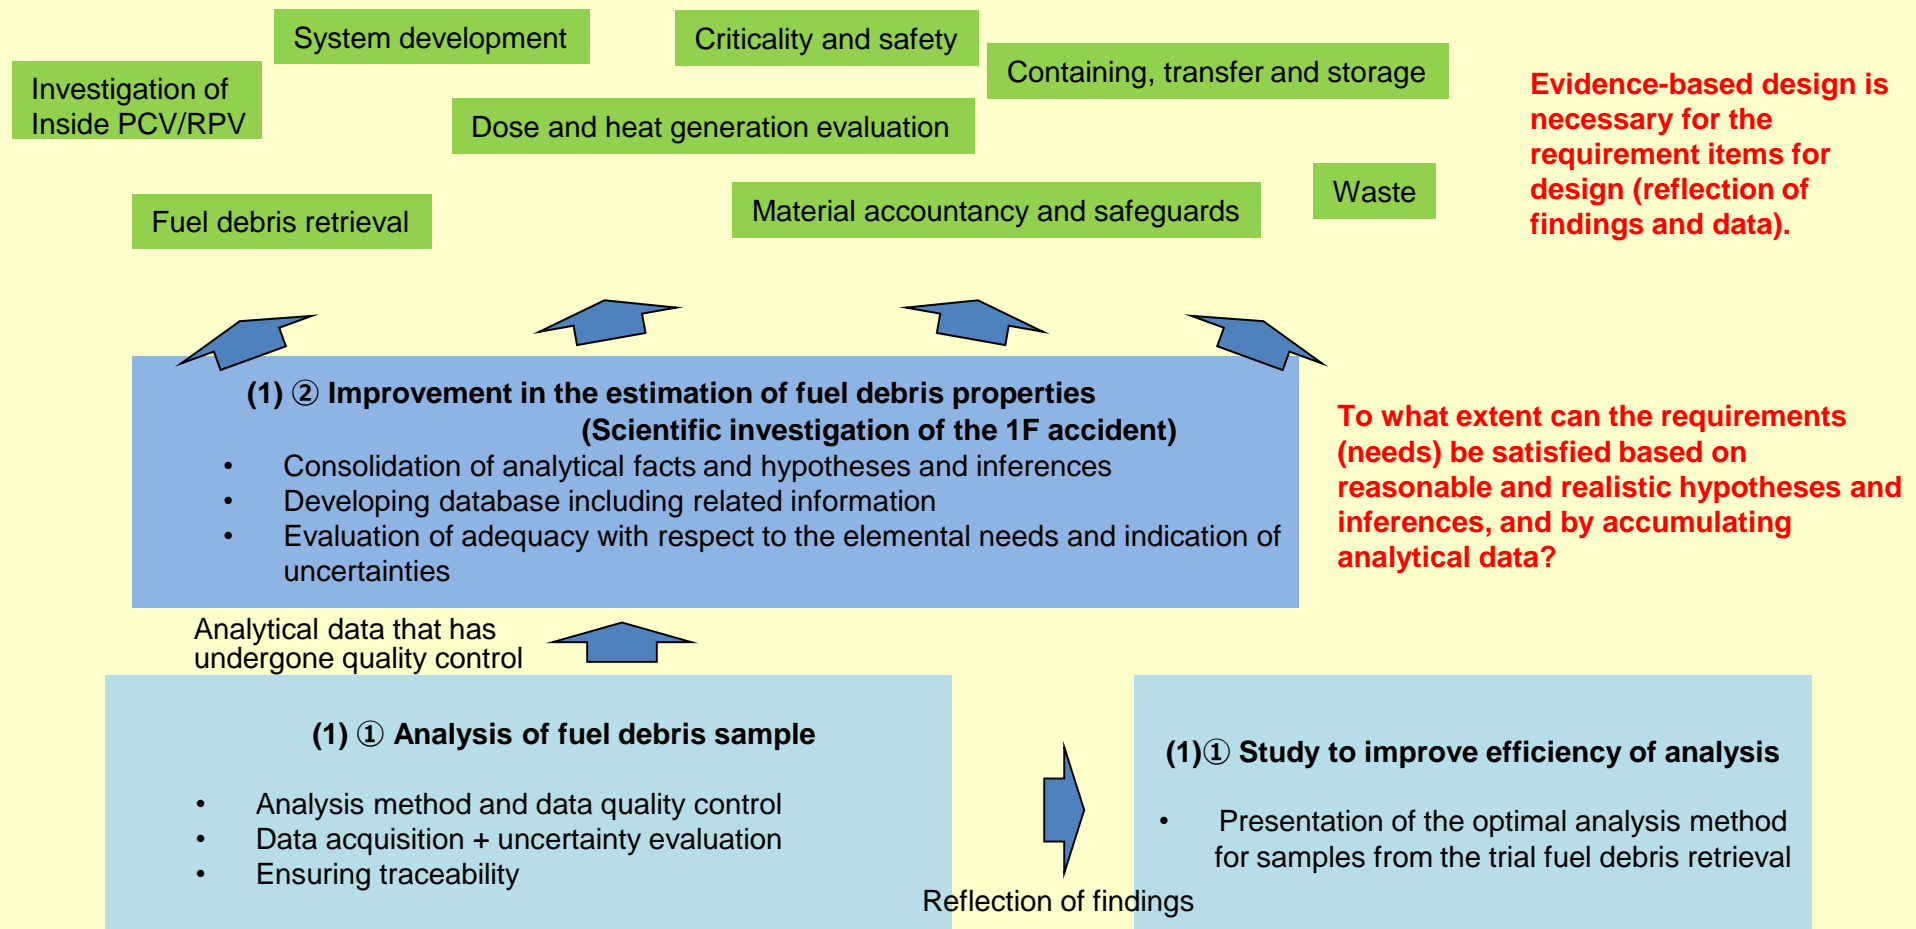 System development
Criticality and safety
Containing, transfer and storage
Investigation of
Inside PCV/RPV
Dose and heat generation evaluation
Evidence-based design is
necessary for the
requirement items for
design (reflection of
findings and data).
Fuel debris retrieval
Material accountancy and safeguards
Waste
(1) ② Improvement in the estimation of fuel debris properties
(Scientific investigation of the 1F accident)
• Consolidation of analytical facts and hypotheses and inferences
• Developing database including related information
• Evaluation of adequacy with respect to the elemental needs and indication of
uncertainties
To what extent can the requirements
(needs) be satisfied based on
reasonable and realistic hypotheses and
inferences, and by accumulating
analytical data?
Analytical data that has
undergone quality control
(1) ① Analysis of fuel debris sample
• Analysis method and data quality control
• Data acquisition + uncertainty evaluation
• Ensuring traceability
Reflection of findings
(1)① Study to improve efficiency of analysis
• Presentation of the optimal analysis method
for samples from the trial fuel debris retrieval